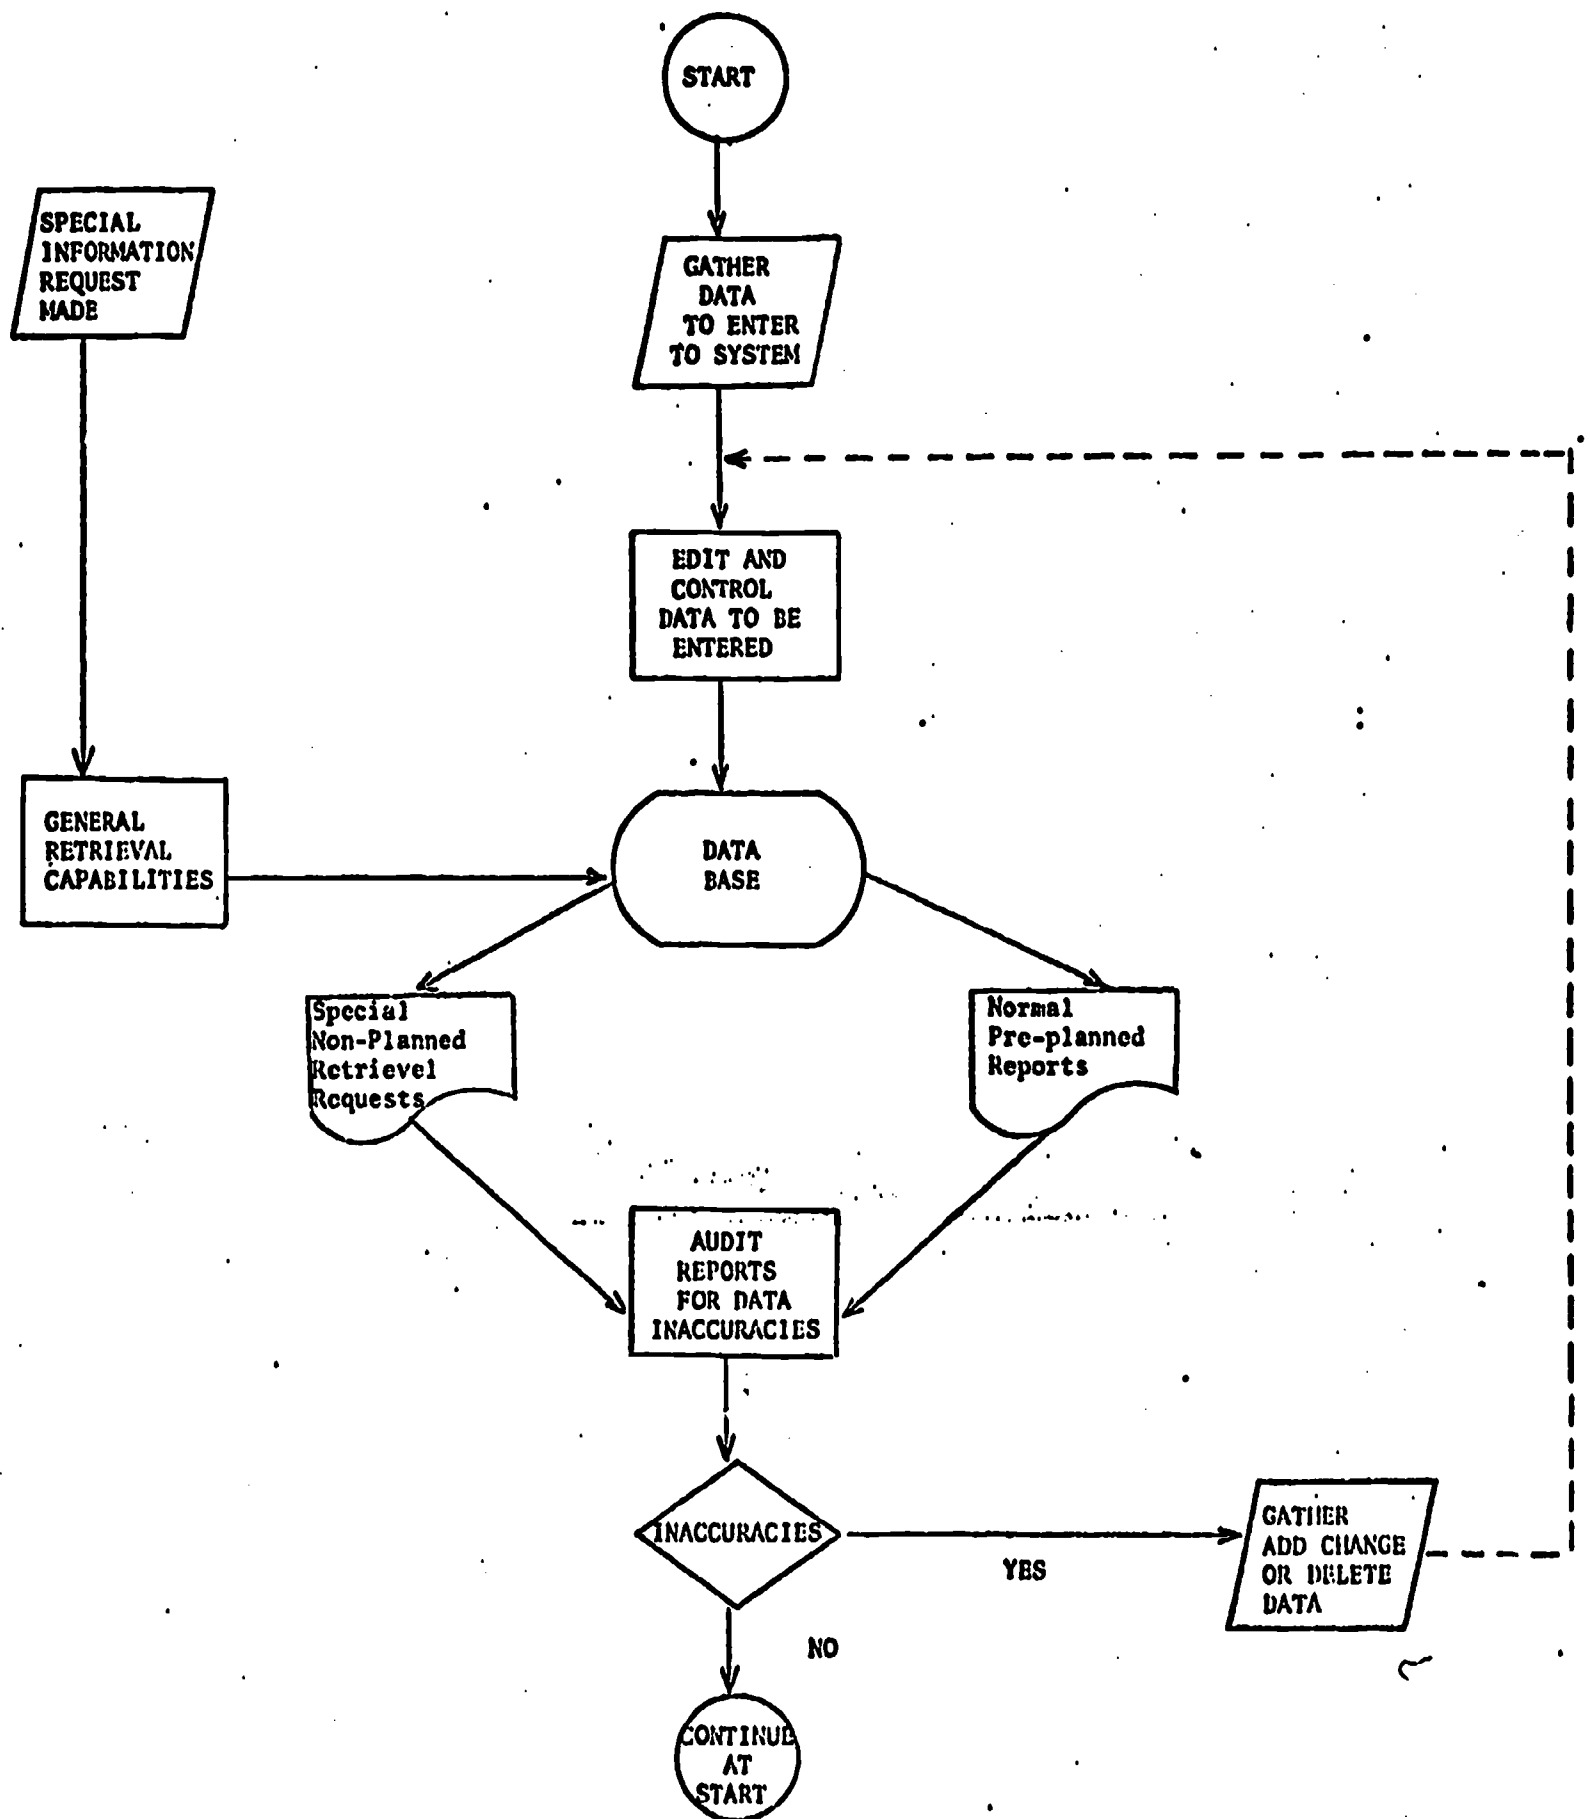 START
SPECIAL
INFORMATION
REQUEST
MADE
GATHER
DATA
TO ENTER
TO SYSTEM
EDIT AND
CONTROL
DATA TO BE
ENTERED
GENERAL
RETRIEVAL
CAPABILITIES
DATA
BASE
Special
Non-Planned
Retrievel
Requests
Normal
Pre-planned
Reports
AUDIT
REPORTS
FOR DATA
INACCURACIES
INACCURACIES
YES
GATHER
ADD CHANGE
OR DELETE
DATA
NO
CONTINUE
AT
START